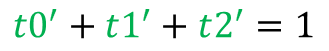 t0′ + t1′ + t2′ = 1